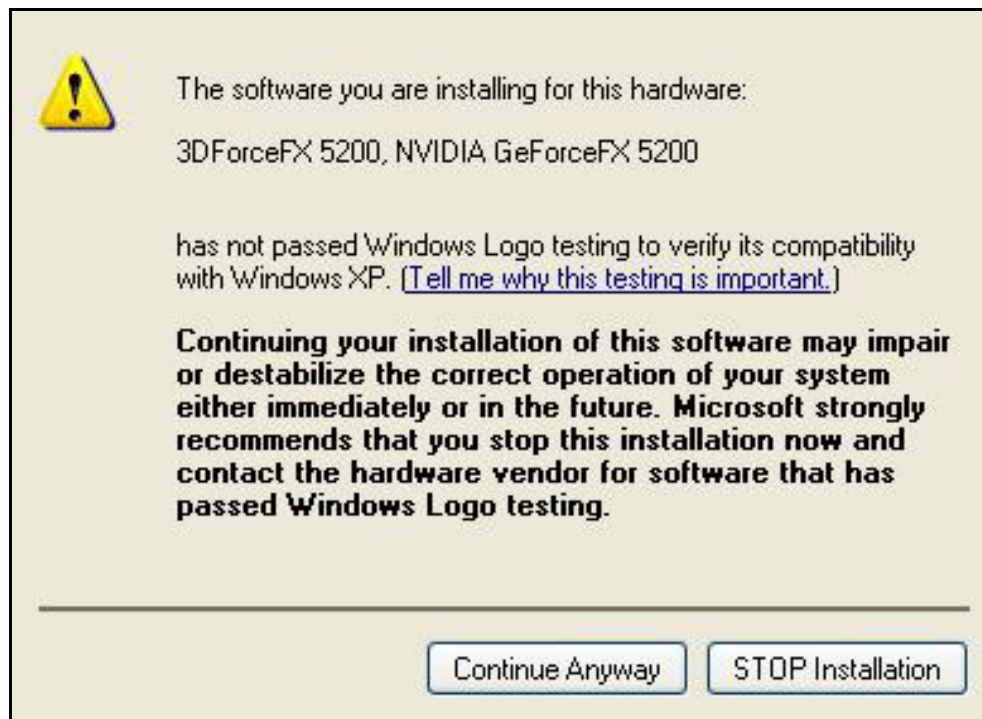 The software you are installing for this hardware:
3DForceFX 5200, NVIDIA GeForceFX 5200
has not passed Windows Logo testing to verify its compatibility
with Windows XP. (Tell me why this testing is important.)
Continuing your installation of this software may impair
or destabilize the correct operation of your system
either immediately or in the future. Microsoft strongly
recommends that you stop this installation now and
contact the hardware vendor for software that has
passed Windows Logo testing.
Continue Anyway
STOP Installation